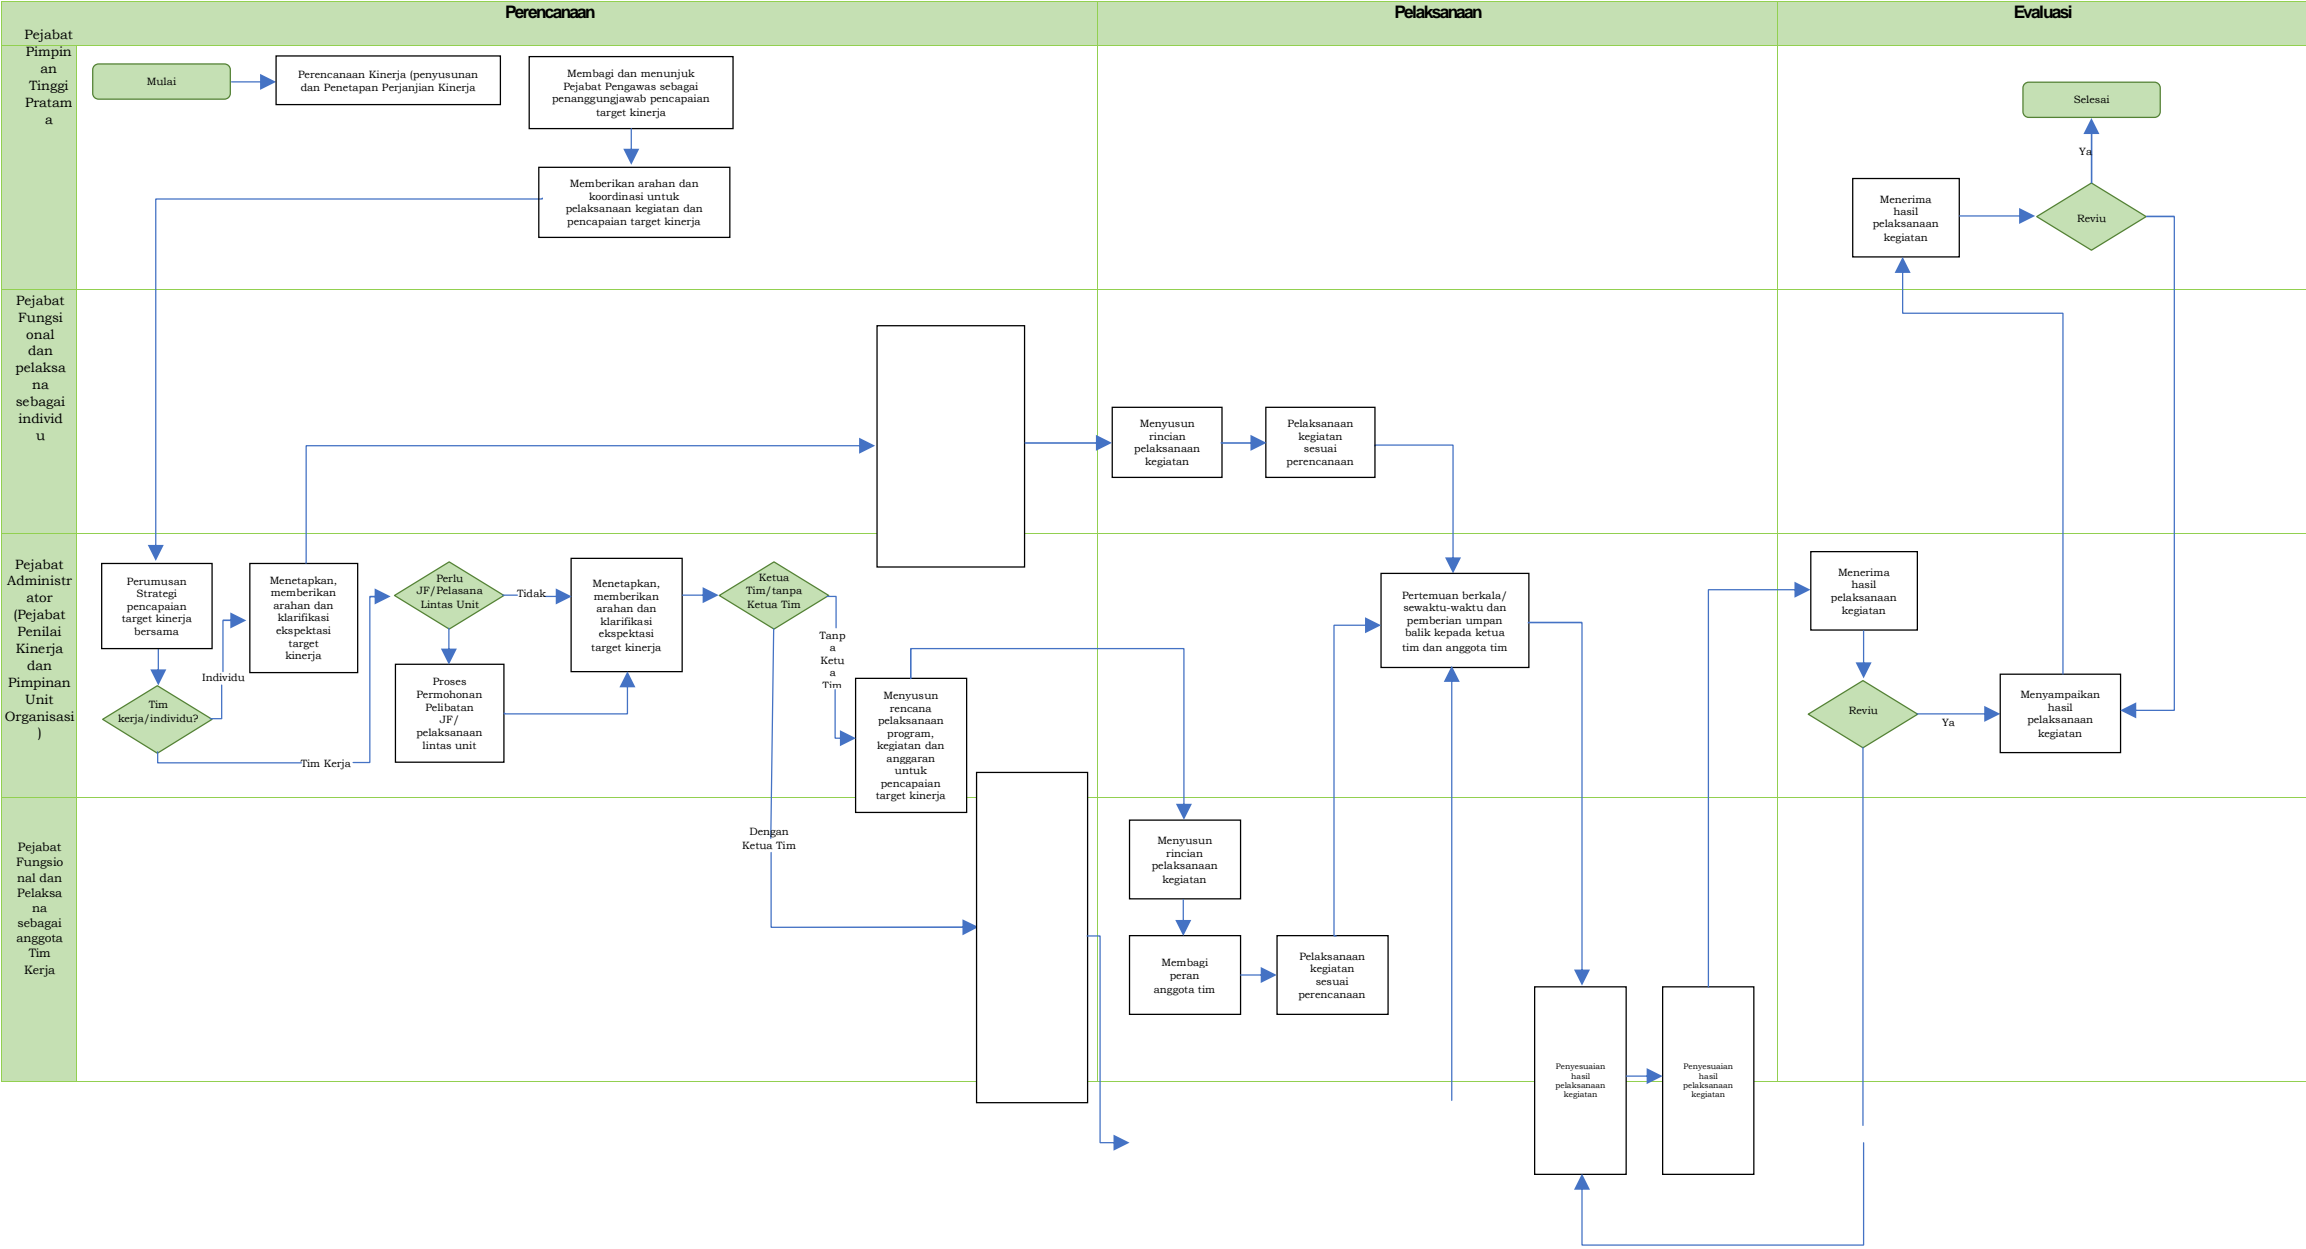 Perencanaan
Pelaksanaan
Evaluasi
Pejabat
Pimpin
an
Tinggi
Pratam
a
Mulai
Perencanaan Kinerja (penyusunan
dan Penetapan Perjanjian Kinerja
Membagi dan menunjuk
Pejabat Pengawas sebagai
penanggungjawab pencapaian
target kinerja
Memberikan arahan dan
koordinasi untuk
pelaksanaan kegiatan dan
pencapaian target kinerja
Selesai
Ya
Menerima
hasil
pelaksanaan
kegiatan
Reviu
Pejabat
Fungsi
onal
dan
pelaksa
na
sebagai
individ
u
Menyusun
rincian
pelaksanaan
kegiatan
Pelaksanaan
kegiatan
sesuai
perencanaan
Pejabat
Administr
ator
(Pejabat
Penilai
Kinerja
dan
Pimpinan
Unit
Organisasi
)
Perumusan
Strategi
pencapaian
target kinerja
bersama
Tim
kerja/individu?
Individu
Tim Kerja
Menetapkan,
memberikan
arahan dan
klarifikasi
ekspektasi
target
kinerja
Perlu
JF/Pelasana
Lintas Unit
Tidak
Proses
Permohonan
Pelibatan
JF/
pelaksanaan
lintas unit
Menetapkan,
memberikan
arahan dan
klarifikasi
ekspektasi
target kinerja
Ketua
Tim/tanpa
Ketua Tim
Tanp
a
Ketu
a
Tim
Menyusun
rencana
pelaksanaan
program,
kegiatan dan
anggaran
untuk
pencapaian
target kinerja
Dengan
Ketua Tim
Pertemuan berkala/
sewaktu-waktu dan
pemberian umpan
balik kepada ketua
tim dan anggota tim
Menerima
hasil
pelaksanaan
kegiatan
Reviu
Ya
Menyampaikan
hasil
pelaksanaan
kegiatan
Pejabat
Fungsio
nal dan
Pelaksa
na
sebagai
anggota
Tim
Kerja
Menyusun
rincian
pelaksanaan
kegiatan
Membagi
peran
anggota tim
Pelaksanaan
kegiatan
sesuai
perencanaan
Penyesuaian
hasil
pelaksanaan
kegiatan
Penyesuaian
hasil
pelaksanaan
kegiatan